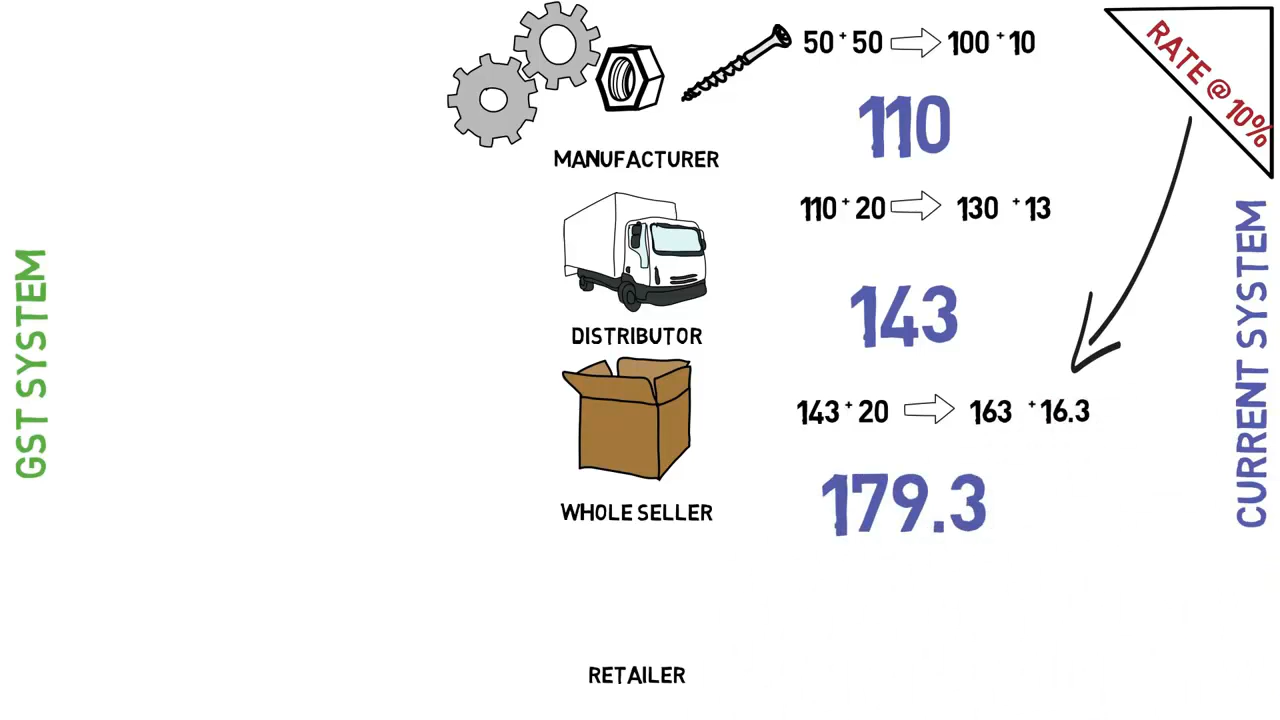 50 + 50 100 + 10
RATE @ 10%
110
MANUFACTURER
110 + 20 130 + 13
GST SYSTEM
143
CURRENT SYSTEM
DISTRIBUTOR
143 + 20 163 + 16.3
179.3
WHOLE SELLER
RETAILER